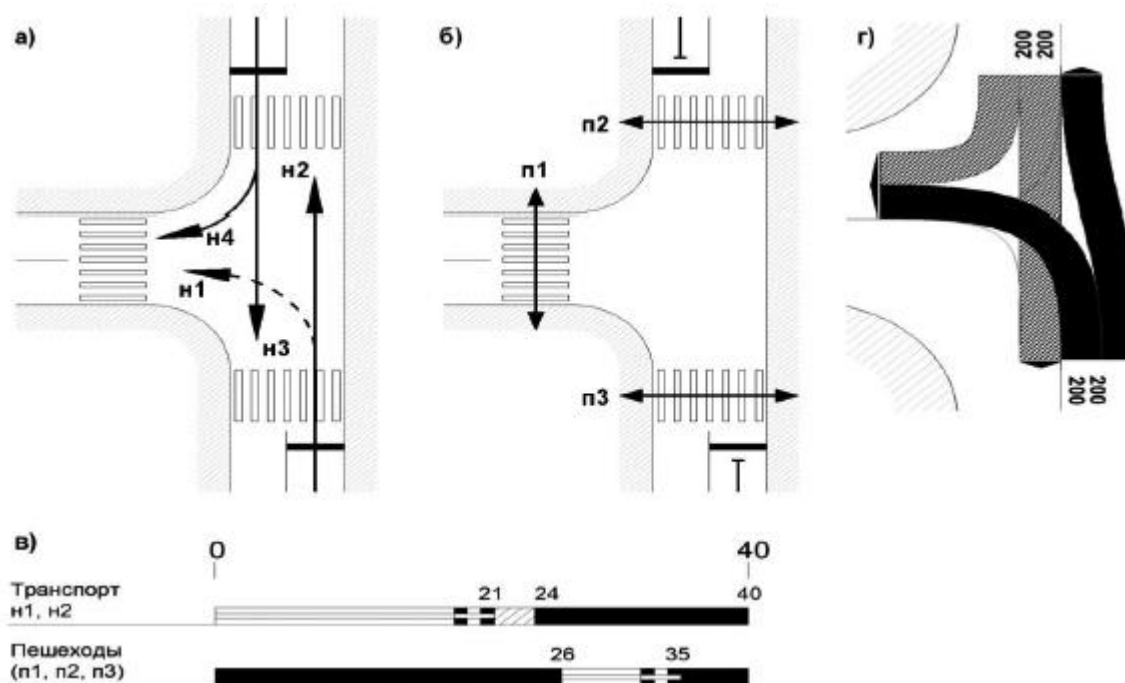 а)
н2
н4
н1
н3
б)
п2
п1
п3
г)
200
200
200
200
в)
0
40
Транспорт
н1, н2
21
24
40
Пешеходы
(п1, п2, п3)
26
35